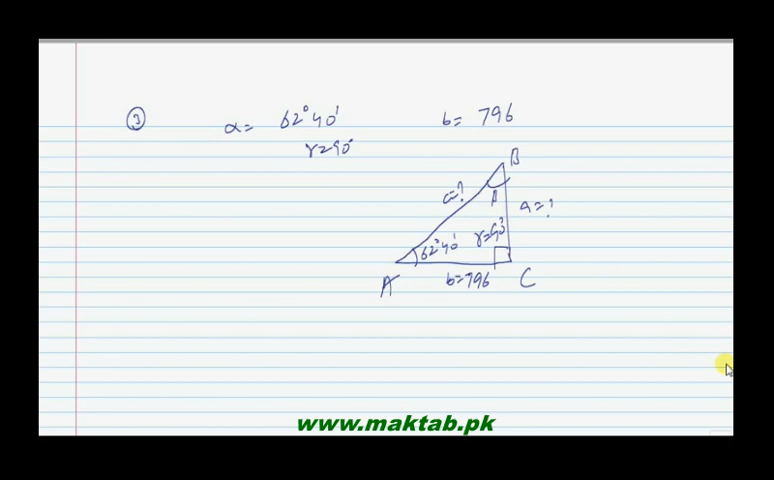 ③ α = 62°40' b = 796
γ = 90°
B
c = ?
a = ?
62°40' γ = 90°
A b = 796 C
www.maktab.pk